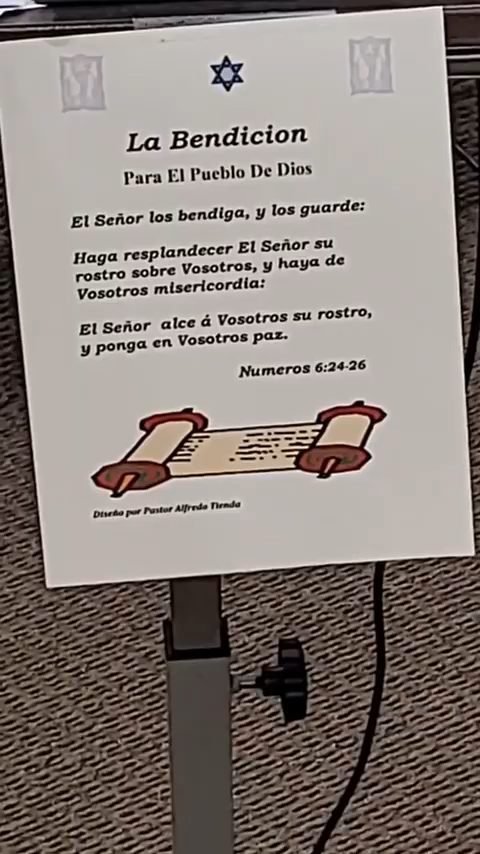 La Bendicion
Para El Pueblo De Dios
El Señor los bendiga, y los guarde:
Haga resplandecer El Señor su
rostro sobre Vosotros, y haya de
Vosotros misericordia:
El Señor alce á Vosotros su rostro,
y ponga en Vosotros paz.
Numeros 6:24-26
Diseño por Pastor Alfredo Tienda